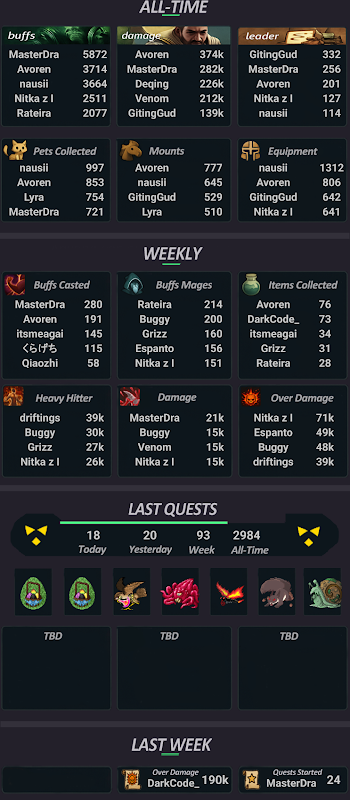 ALL-TIME
buffs
MasterDra 5872
Avoren 3714
nausii 3664
Nitka z l 2511
Rateira 2077
damage
Avoren 374k
MasterDra 282k
Deqing 226k
Venom 212k
GitingGud 139k
leader
GitingGud 332
MasterDra 256
Avoren 201
Nitka z l 127
nausii 114
Pets Collected
nausii 997
Avoren 853
Lyra 754
MasterDra 721
Mounts
Avoren 777
nausii 645
GitingGud 529
Lyra 510
Equipment
nausii 1312
Avoren 806
GitingGud 642
Nitka z l 641
WEEKLY
Buffs Casted
MasterDra 280
Avoren 191
itsmeagai 145
くらげち 115
Qiaozhi 58
Buffs Mages
Rateira 214
Buggy 200
Grizz 160
Espanto 156
Nitka z l 151
Items Collected
Avoren 76
DarkCode_ 73
itsmeagai 34
Grizz 31
Rateira 28
Heavy Hitter
driftings 39k
Buggy 30k
Grizz 27k
Nitka z l 26k
Damage
MasterDra 21k
Buggy 15k
Venom 15k
Nitka z l 15k
Over Damage
Nitka z l 71k
Espanto 49k
Buggy 48k
driftings 39k
LAST QUESTS
18 20 93 2984
Today Yesterday Week All-Time
TBD TBD TBD
LAST WEEK
Over Damage
DarkCode_ 190k
Quests Started
MasterDra 24